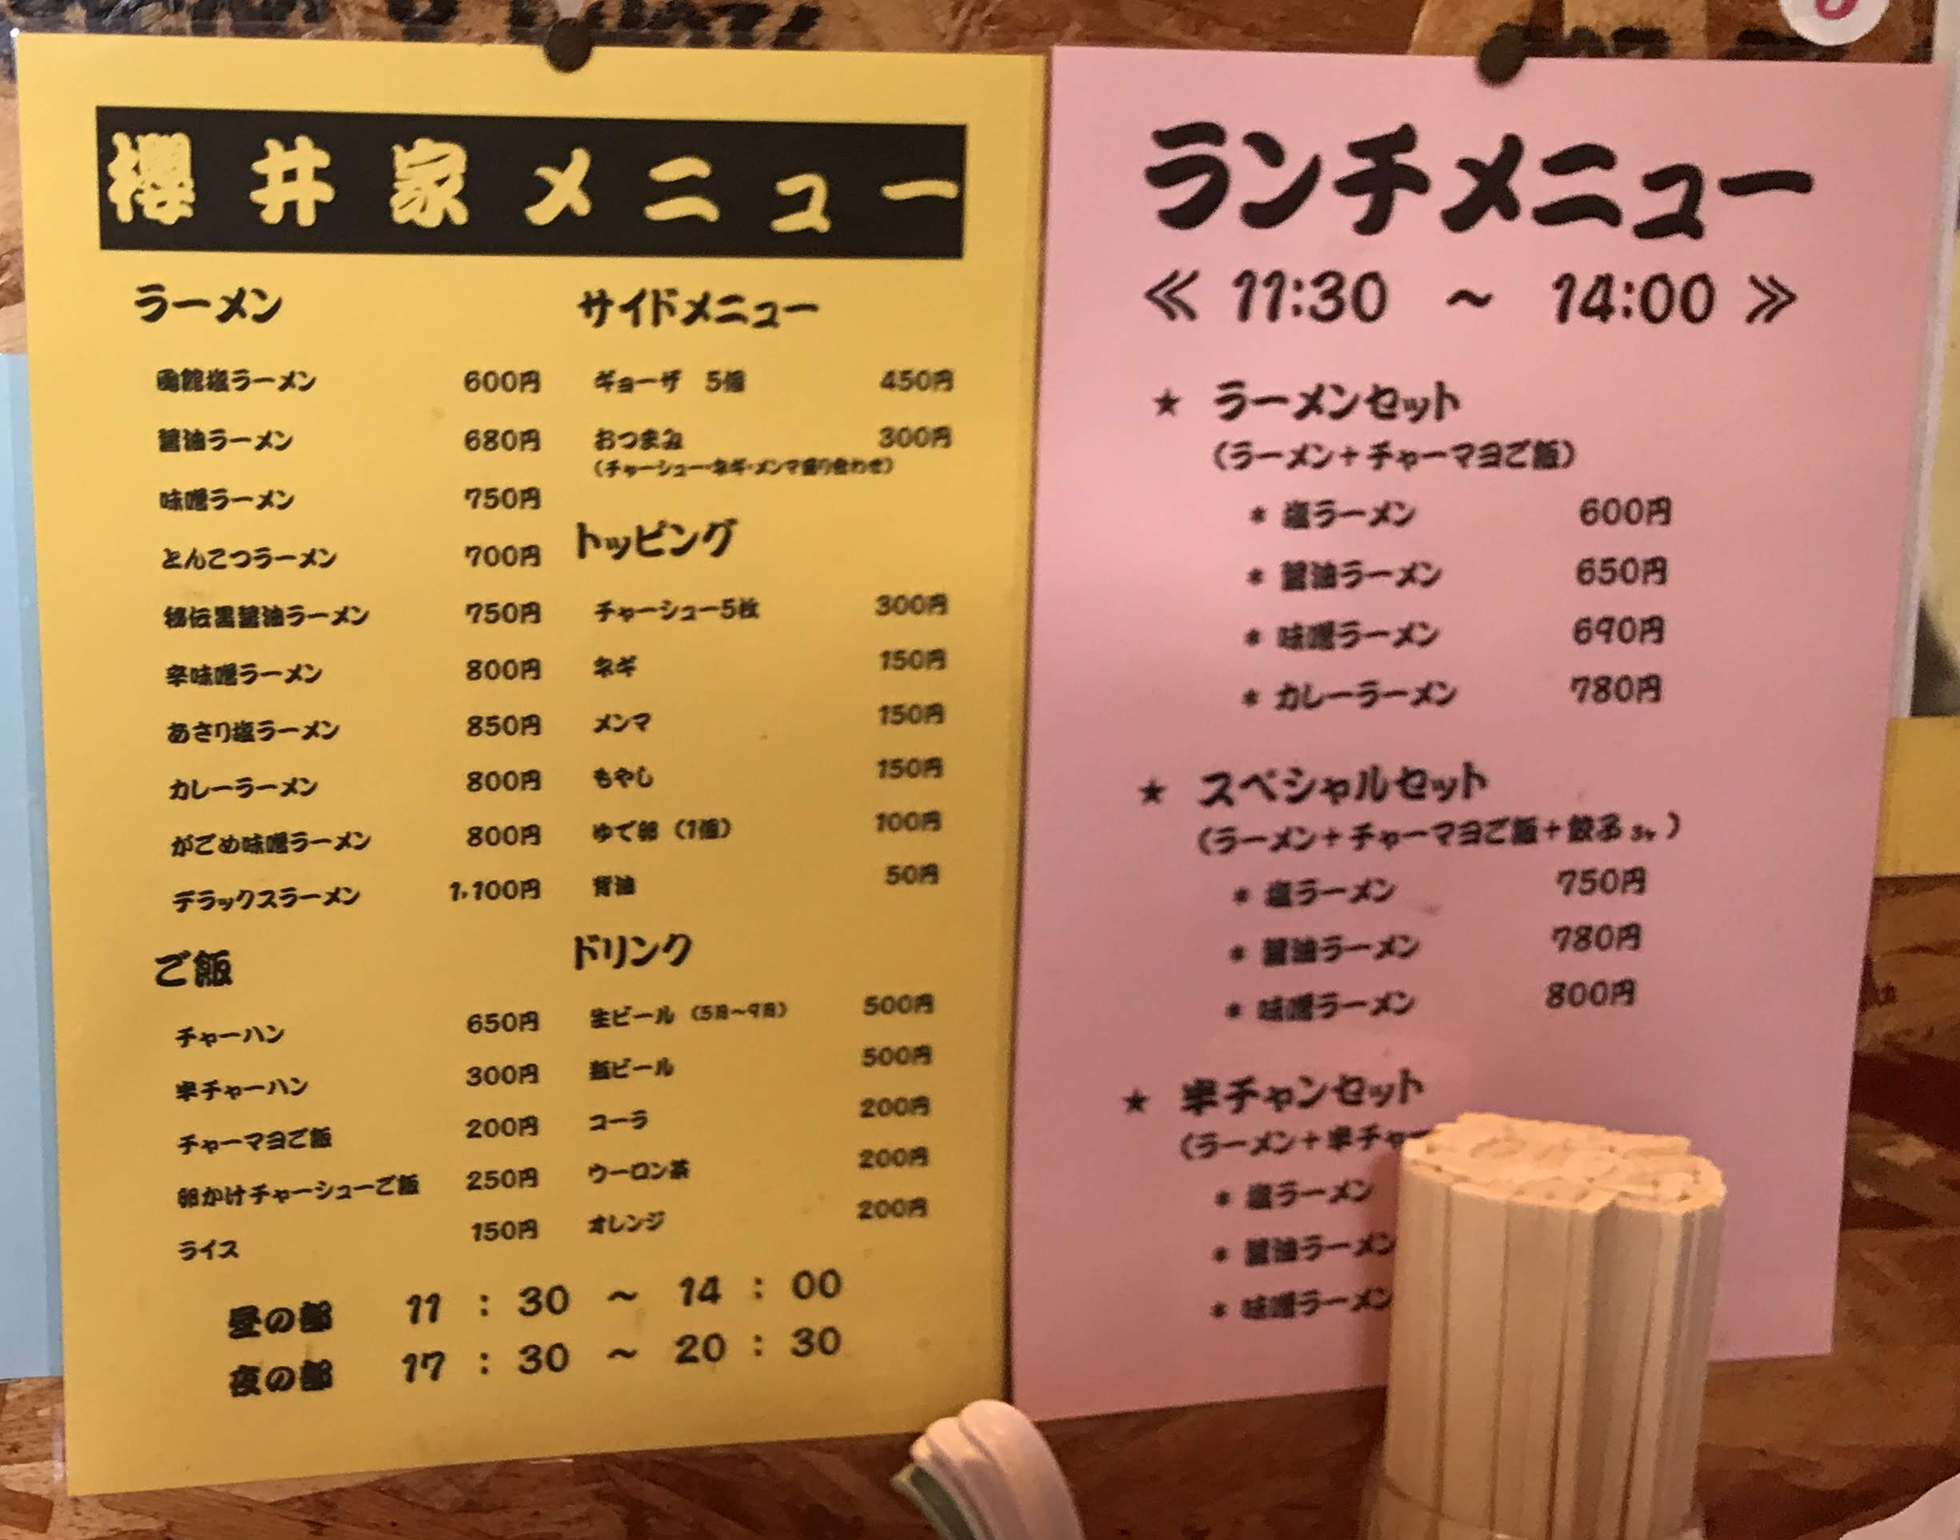 櫻井家メニュー
ラーメン
函館塩ラーメン 600円
醤油ラーメン 680円
味噌ラーメン 750円
とんこつラーメン 700円
秘伝黒醤油ラーメン 750円
辛味噌ラーメン 800円
あさり塩ラーメン 850円
カレーラーメン 800円
がごめ味噌ラーメン 800円
デラックスラーメン 1,100円
ご飯
チャーハン 650円
半チャーハン 300円
チャーマヨご飯 200円
卵かけチャーシューご飯 250円
ライス 150円
サイドメニュー
ギョーザ 5個 450円
おつまみ 300円
(チャーシュー・ネギ・メンマ盛り合わせ)
トッピング
チャーシュー5枚 300円
ネギ 150円
メンマ 150円
もやし 150円
ゆで卵 (1個) 100円
背油 50円
ドリンク
生ビール (5月~9月) 500円
瓶ビール 500円
コーラ 200円
ウーロン茶 200円
オレンジ 200円
昼の部 11 : 30 ~ 14 : 00
夜の部 17 : 30 ~ 20 : 30
ランチメニュー
≪ 11:30 ~ 14:00 ≫
★ ラーメンセット
(ラーメン+チャーマヨご飯)
* 塩ラーメン 600円
* 醤油ラーメン 650円
* 味噌ラーメン 690円
* カレーラーメン 780円
★ スペシャルセット
(ラーメン+チャーマヨご飯+餃子3ヶ)
* 塩ラーメン 750円
* 醤油ラーメン 780円
* 味噌ラーメン 800円
★ 半チャンセット
(ラーメン+半チャー
* 塩ラーメン
* 醤油ラーメン
* 味噌ラーメン